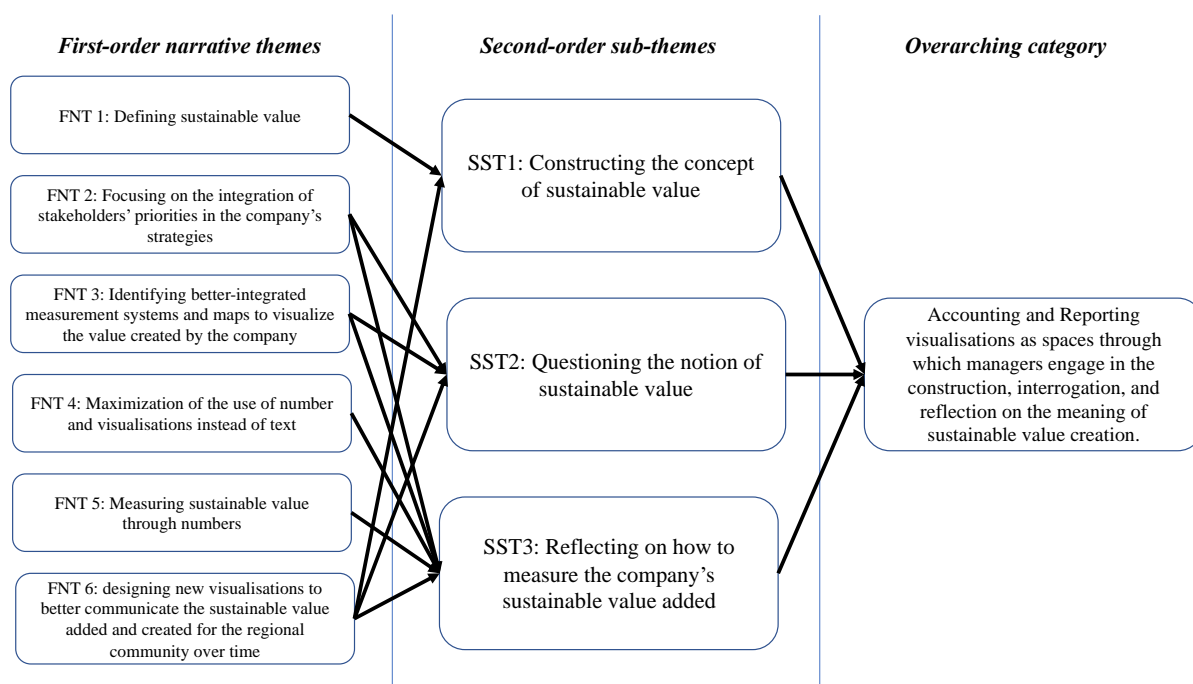 First-order narrative themes
Second-order sub-themes
Overarching category
FNT 1: Defining sustainable value
FNT 2: Focusing on the integration of
stakeholders’ priorities in the company’s
strategies
FNT 3: Identifying better-integrated
measurement systems and maps to visualize
the value created by the company
FNT 4: Maximization of the use of number
and visualisations instead of text
FNT 5: Measuring sustainable value
through numbers
FNT 6: designing new visualisations to
better communicate the sustainable value
added and created for the regional
community over time
SST1: Constructing the concept
of sustainable value
SST2: Questioning the notion of
sustainable value
SST3: Reflecting on how to
measure the company’s
sustainable value added
Accounting and Reporting
visualisations as spaces through
which managers engage in the
construction, interrogation, and
reflection on the meaning of
sustainable value creation.